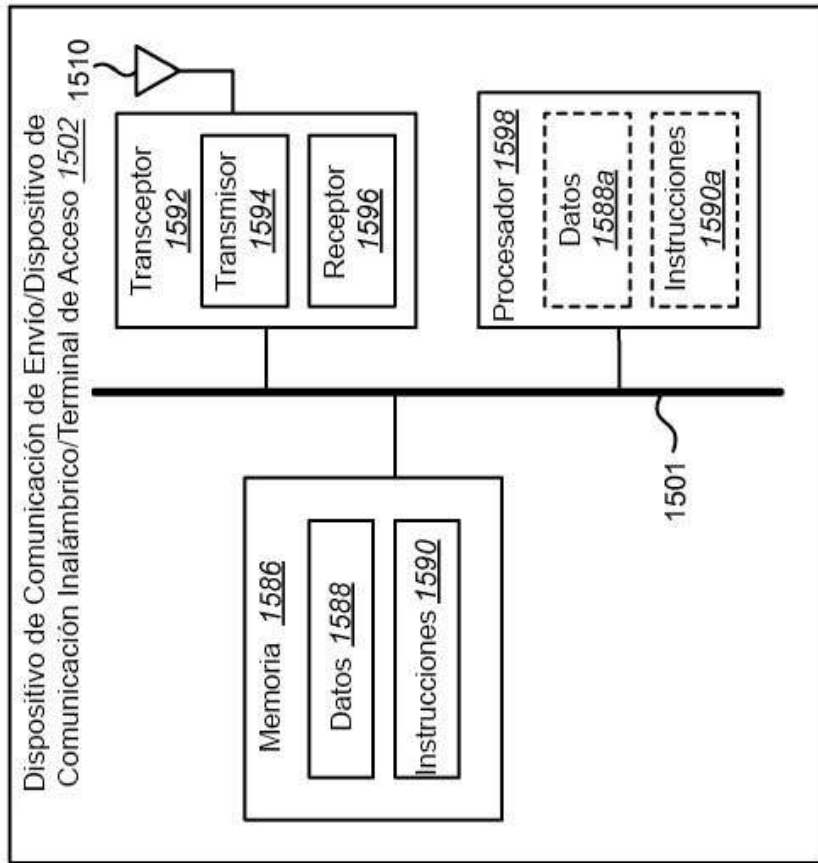 Dispositivo de Comunicación de Envío/Dispositivo de
Comunicación Inalámbrico/Terminal de Acceso 1502
Memoria 1586
Datos 1588
Instrucciones 1590
Transceptor
1592
Transmisor
1594
Receptor
1596
1510
Procesador 1598
Datos
1588a
Instrucciones
1590a
1501